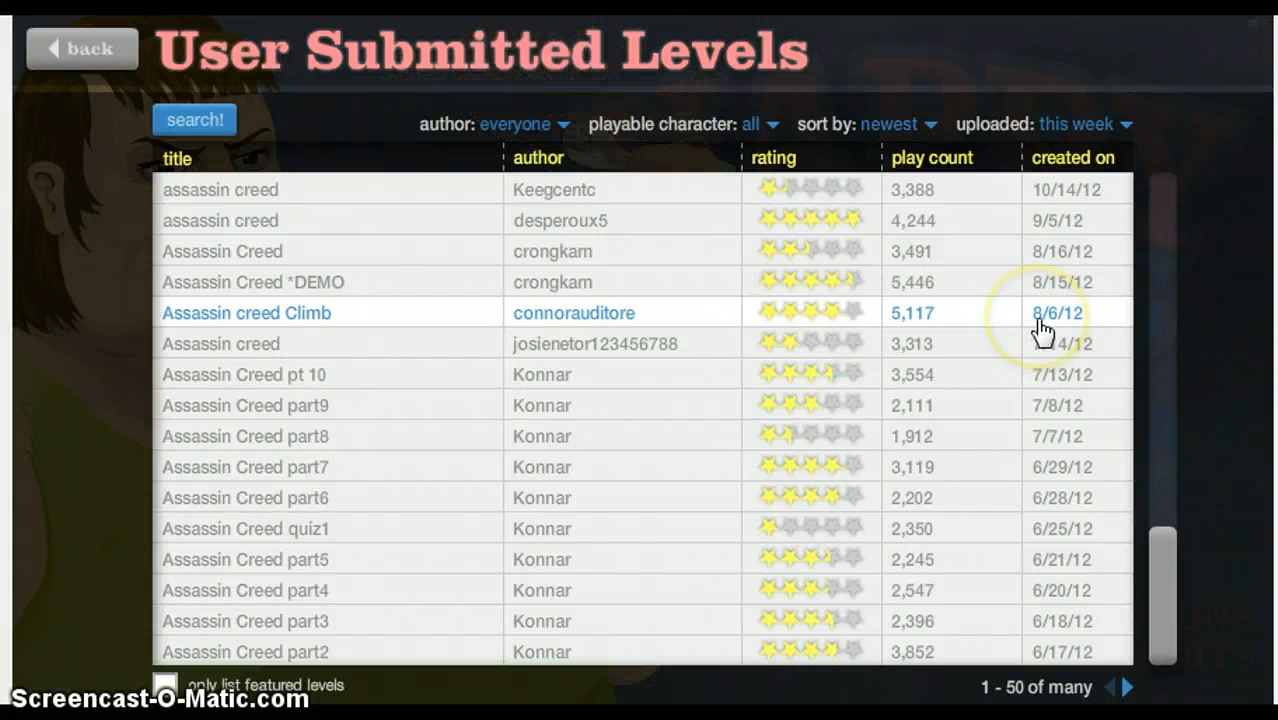 back
User Submitted Levels
search!
author: everyone playable character: all sort by: newest uploaded: this week
title author rating play count created on
assassin creed Keegcentc 3,388 10/14/12
assassin creed desperoux5 4,244 9/5/12
Assassin Creed crongkam 3,491 8/16/12
Assassin Creed *DEMO crongkam 5,446 8/15/12
Assassin creed Climb connorauditore 5,117 8/6/12
Assassin creed josienetor123456788 3,313
Assassin Creed pt 10 Konnar 3,554 7/13/12
Assassin Creed part9 Konnar 2,111 7/8/12
Assassin Creed part8 Konnar 1,912 7/7/12
Assassin Creed part7 Konnar 3,119 6/29/12
Assassin Creed part6 Konnar 2,202 6/28/12
Assassin Creed quiz1 Konnar 2,350 6/25/12
Assassin Creed part5 Konnar 2,245 6/21/12
Assassin Creed part4 Konnar 2,547 6/20/12
Assassin Creed part3 Konnar 2,396 6/18/12
Assassin Creed part2 Konnar 3,852 6/17/12
only list featured levels 1 - 50 of many
Screencast-O-Matic.com